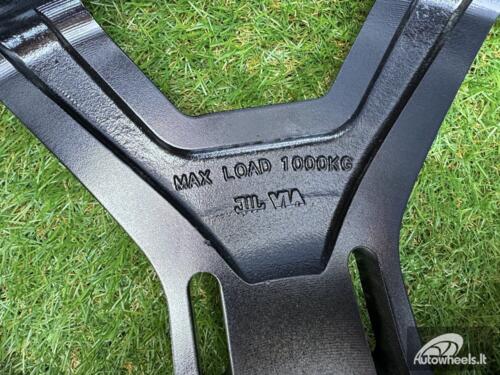 MAX LOAD 1000KG
JIL VIA
Autowheels.lt